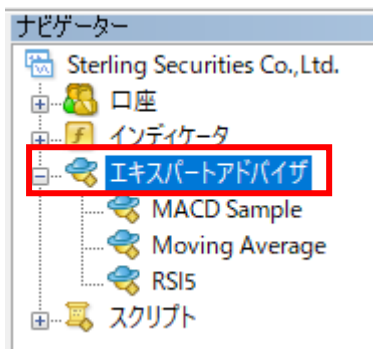 ナビゲーター
Sterling Securities Co.,Ltd.
口座
インディケータ
エキスパートアドバイザ
MACD Sample
Moving Average
RSI5
スクリプト